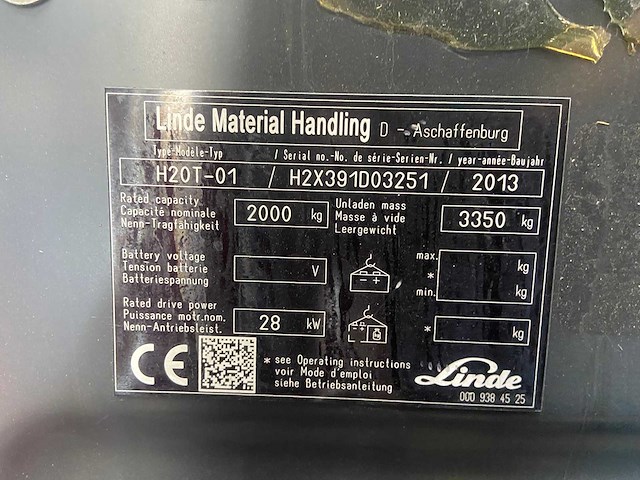 Linde Material Handling D - Aschaffenburg
Type-Modèle-Typ / Serial no.-No. de série-Serien-Nr. / year-année-Baujahr
H20T-01 / H2X391D03251 / 2013
Rated capacity
Capacité nominale
Nenn-Tragfähigkeit
2000 kg
Unladen mass
Masse à vide
Leergewicht
3350 kg
Battery voltage
Tension batterie
Batteriespannung
V
max. kg
*
min. kg
Rated drive power
Puissance motr.nom.
Nenn-Antriebsleist.
28 kW
* kg
CE
* see Operating instructions
voir Mode d'emploi
siehe Betriebsanleitung
Linde
000 938 45 25